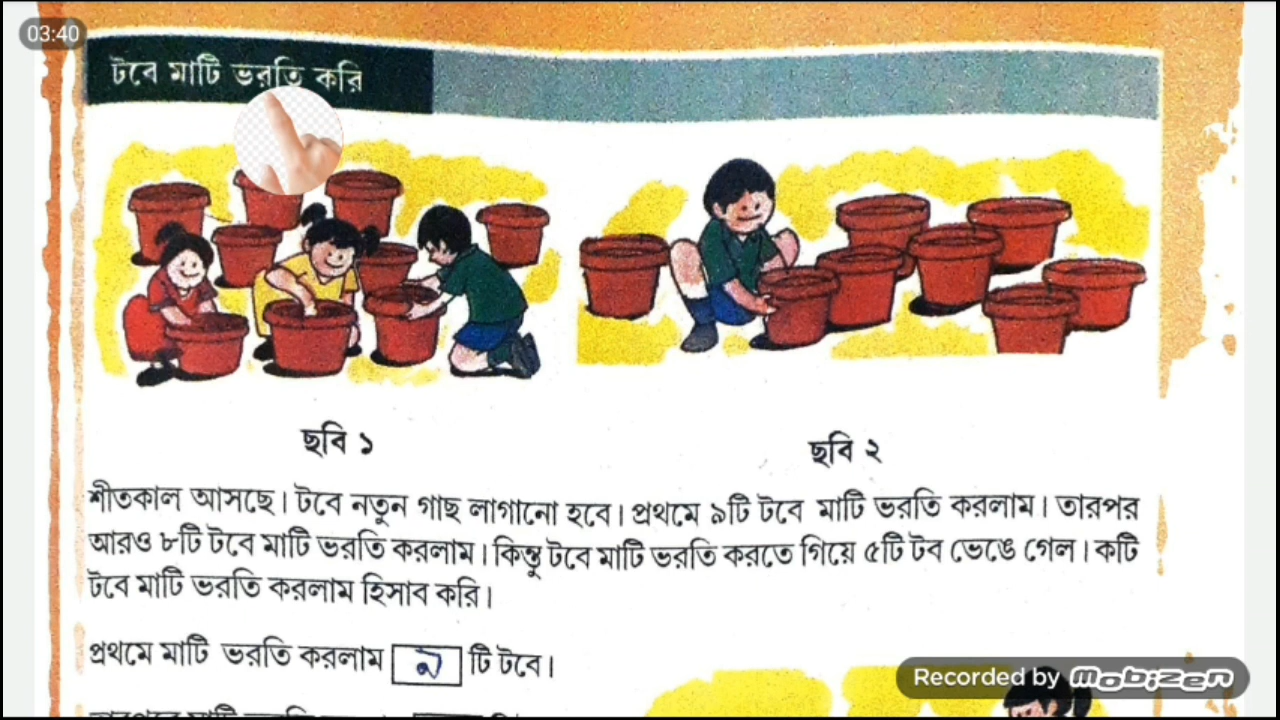 03:40
টবে মাটি ভরতি করি
ছবি ১
ছবি ২
শীতকাল আসছে। টবে নতুন গাছ লাগানো হবে। প্রথমে ৯টি টবে মাটি ভরতি করলাম। তারপর
আরও ৮টি টবে মাটি ভরতি করলাম। কিন্তু টবে মাটি ভরতি করতে গিয়ে ৫টি টব ভেঙে গেল। কটি
টবে মাটি ভরতি করলাম হিসাব করি।
প্রথমে মাটি ভরতি করলাম ৯ টি টবে।
Recorded by mobizen